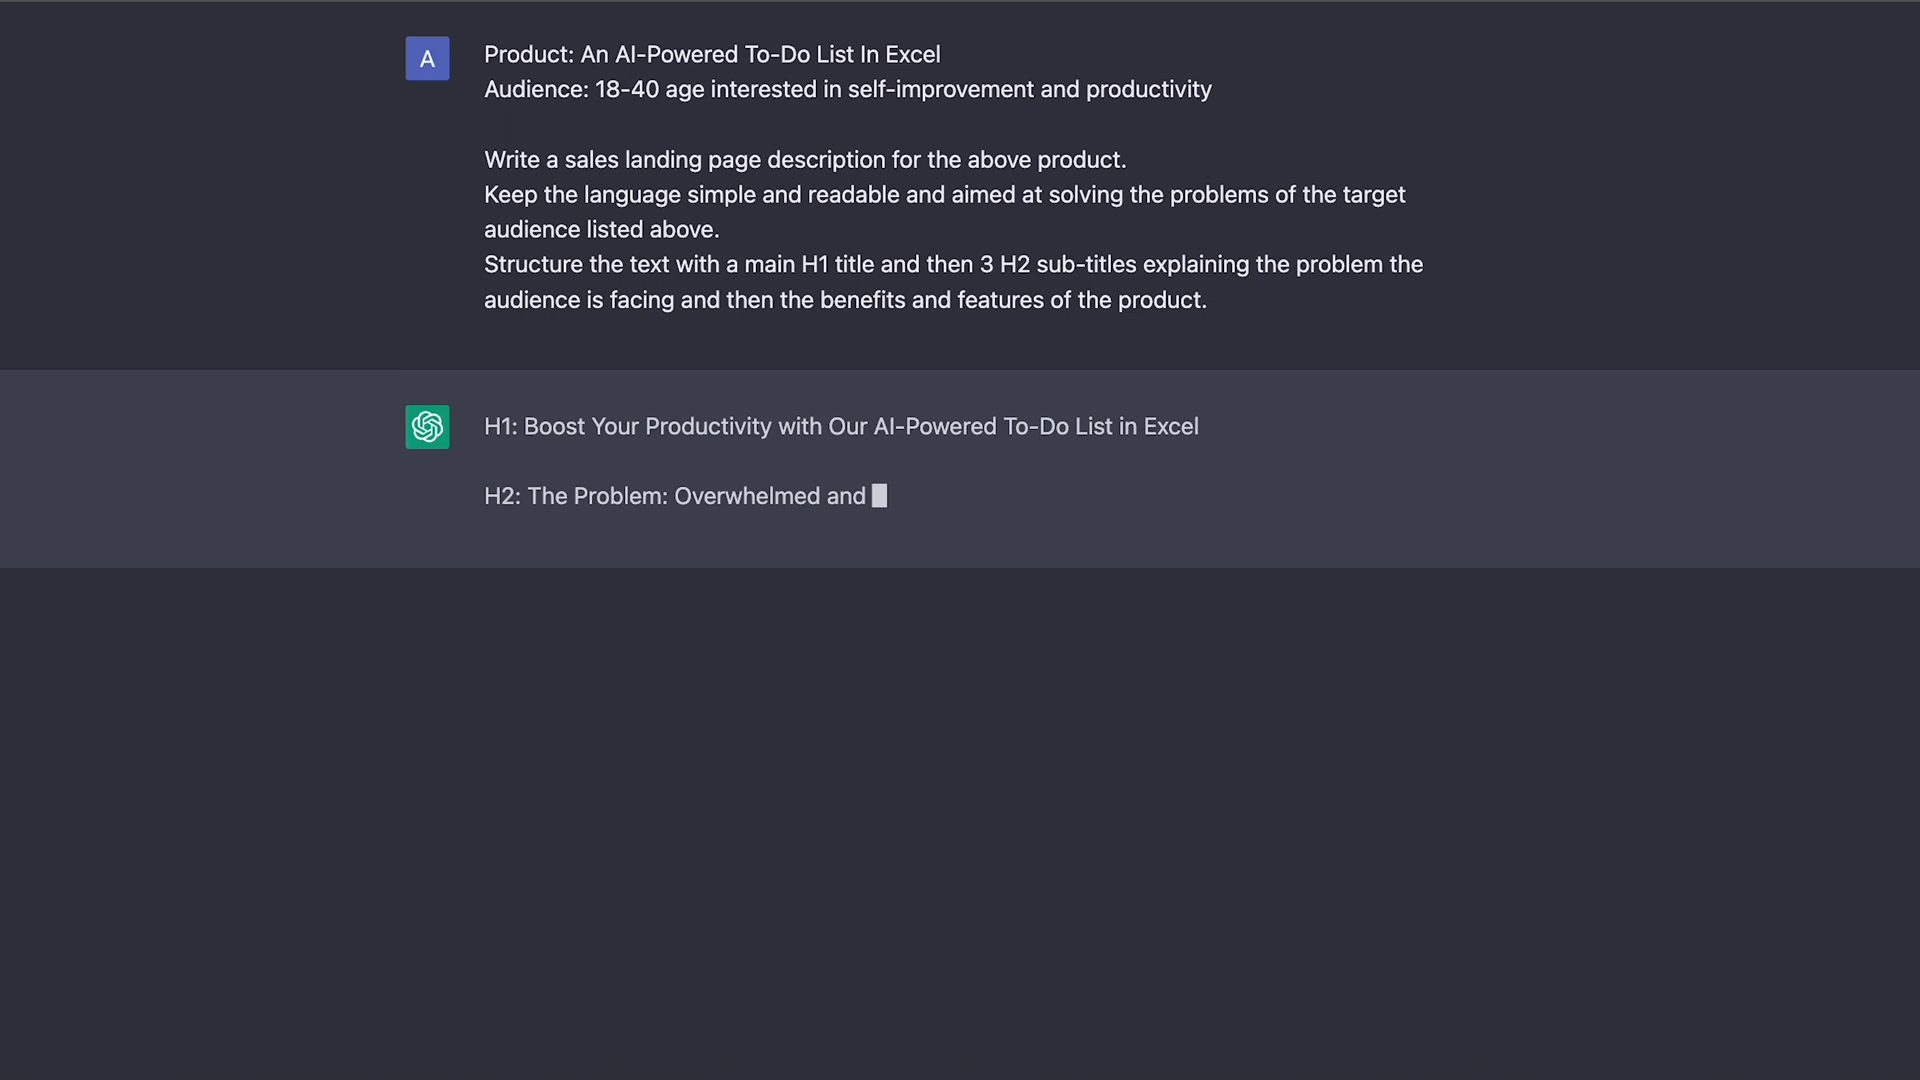 A
Product: An AI-Powered To-Do List In Excel
Audience: 18-40 age interested in self-improvement and productivity
Write a sales landing page description for the above product.
Keep the language simple and readable and aimed at solving the problems of the target
audience listed above.
Structure the text with a main H1 title and then 3 H2 sub-titles explaining the problem the
audience is facing and then the benefits and features of the product.
H1: Boost Your Productivity with Our AI-Powered To-Do List in Excel
H2: The Problem: Overwhelmed and